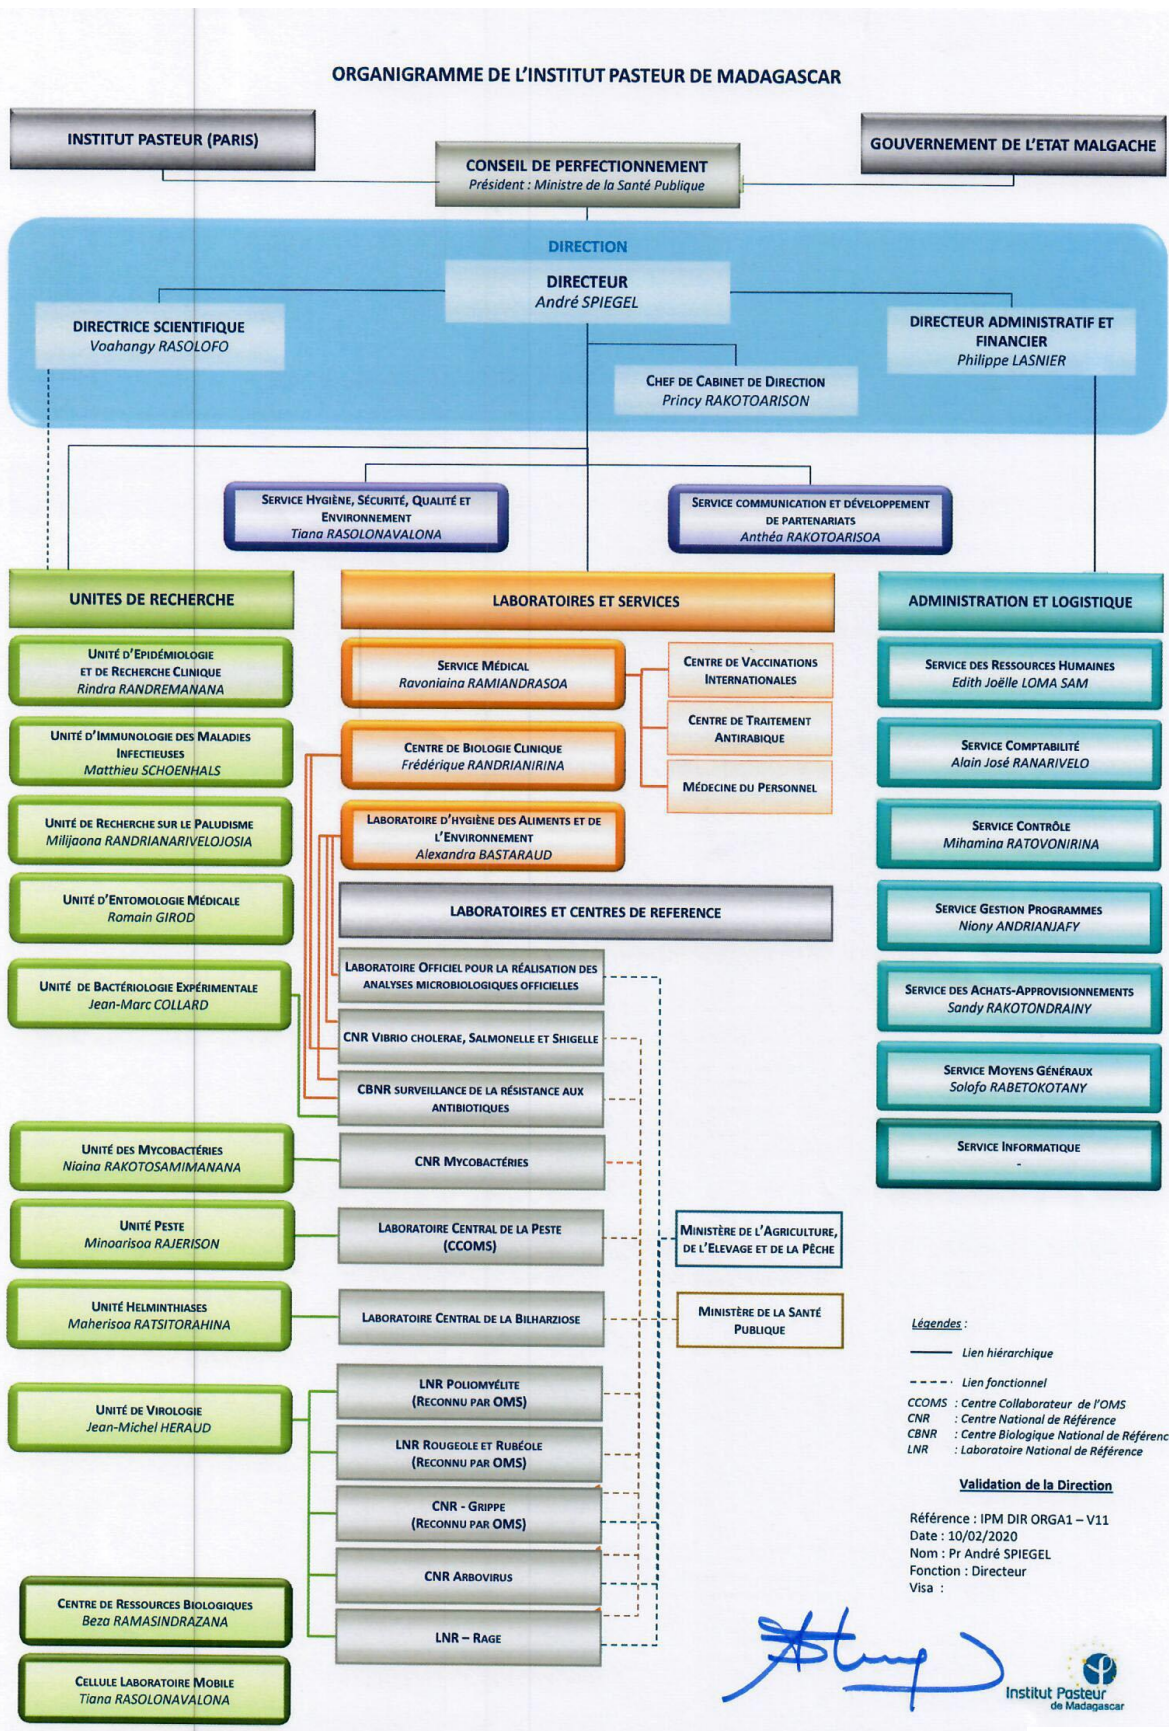 ORGANIGRAMME DE L'INSTITUT PASTEUR DE MADAGASCAR
INSTITUT PASTEUR (PARIS)
GOUVERNEMENT DE L'ETAT MALGACHE
CONSEIL DE PERFECTIONNEMENT
Président : Ministre de la Santé Publique
DIRECTION
DIRECTEUR
André SPIEGEL
DIRECTRICE SCIENTIFIQUE
Voahangy RASOLOFO
DIRECTEUR ADMINISTRATIF ET
FINANCIER
Philippe LASNIER
CHEF DE CABINET DE DIRECTION
Princy RAKOTOARISON
SERVICE HYGIÈNE, SÉCURITÉ, QUALITÉ ET
ENVIRONNEMENT
Tiana RASOLONAVALONA
SERVICE COMMUNICATION ET DÉVELOPPEMENT
DE PARTENARIATS
Anthéa RAKOTOARISOA
UNITES DE RECHERCHE
UNITÉ D'EPIDÉMIOLOGIE
ET DE RECHERCHE CLINIQUE
Rindra RANDREMANANA
UNITÉ D'IMMUNOLOGIE DES MALADIES
INFECTIEUSES
Matthieu SCHOENHALS
UNITÉ DE RECHERCHE SUR LE PALUDISME
Milijaona RANDRIANARIVELOJOSIA
UNITÉ D'ENTOMOLOGIE MÉDICALE
Romain GIROD
UNITÉ DE BACTÉRIOLOGIE EXPÉRIMENTALE
Jean-Marc COLLARD
UNITÉ DES MYCOBACTÉRIES
Niaina RAKOTOSAMIMANANA
UNITÉ PESTE
Minoarisoa RAJERISON
UNITÉ HELMINTHIASES
Maherisoa RATSITORAHINA
UNITÉ DE VIROLOGIE
Jean-Michel HERAUD
CENTRE DE RESSOURCES BIOLOGIQUES
Beza RAMASINDRAZANA
CELLULE LABORATOIRE MOBILE
Tiana RASOLONAVALONA
LABORATOIRES ET SERVICES
SERVICE MÉDICAL
Ravoniaina RAMIANDRASOA
CENTRE DE VACCINATIONS
INTERNATIONALES
CENTRE DE TRAITEMENT
ANTIRABIQUE
MÉDECINE DU PERSONNEL
CENTRE DE BIOLOGIE CLINIQUE
Frédérique RANDRIANIRINA
LABORATOIRE D'HYGIÈNE DES ALIMENTS ET DE
L'ENVIRONNEMENT
Alexandra BASTARAUD
LABORATOIRES ET CENTRES DE REFERENCE
LABORATOIRE OFFICIEL POUR LA RÉALISATION DES
ANALYSES MICROBIOLOGIQUES OFFICIELLES
CNR VIBRIO CHOLERAE, SALMONELLE ET SHIGELLE
CBNR SURVEILLANCE DE LA RÉSISTANCE AUX
ANTIBIOTIQUES
CNR MYCOBACTÉRIES
LABORATOIRE CENTRAL DE LA PESTE
(CCOMS)
LABORATOIRE CENTRAL DE LA BILHARZIOSE
LNR POLIOMYÉLITE
(RECONNU PAR OMS)
LNR ROUGEOLE ET RUBÉOLE
(RECONNU PAR OMS)
CNR - GRIPPE
(RECONNU PAR OMS)
CNR ARBOVIRUS
LNR – RAGE
MINISTÈRE DE L'AGRICULTURE,
DE L'ELEVAGE ET DE LA PÊCHE
MINISTÈRE DE LA SANTÉ
PUBLIQUE
ADMINISTRATION ET LOGISTIQUE
SERVICE DES RESSOURCES HUMAINES
Edith Joëlle LOMA SAM
SERVICE COMPTABILITÉ
Alain José RANARIVELO
SERVICE CONTRÔLE
Mihamina RATOVONIRINA
SERVICE GESTION PROGRAMMES
Niony ANDRIANJAFY
SERVICE DES ACHATS-APPROVISIONNEMENTS
Sandy RAKOTONDRAINY
SERVICE MOYENS GÉNÉRAUX
Solofo RABETOKOTANY
SERVICE INFORMATIQUE
-
Légendes :
Lien hiérarchique
Lien fonctionnel
CCOMS : Centre Collaborateur de l'OMS
CNR : Centre National de Référence
CBNR : Centre Biologique National de Référenc
LNR : Laboratoire National de Référence
Validation de la Direction
Référence : IPM DIR ORGA1 – V11
Date : 10/02/2020
Nom : Pr André SPIEGEL
Fonction : Directeur
Visa :
Institut Pasteur
de Madagascar